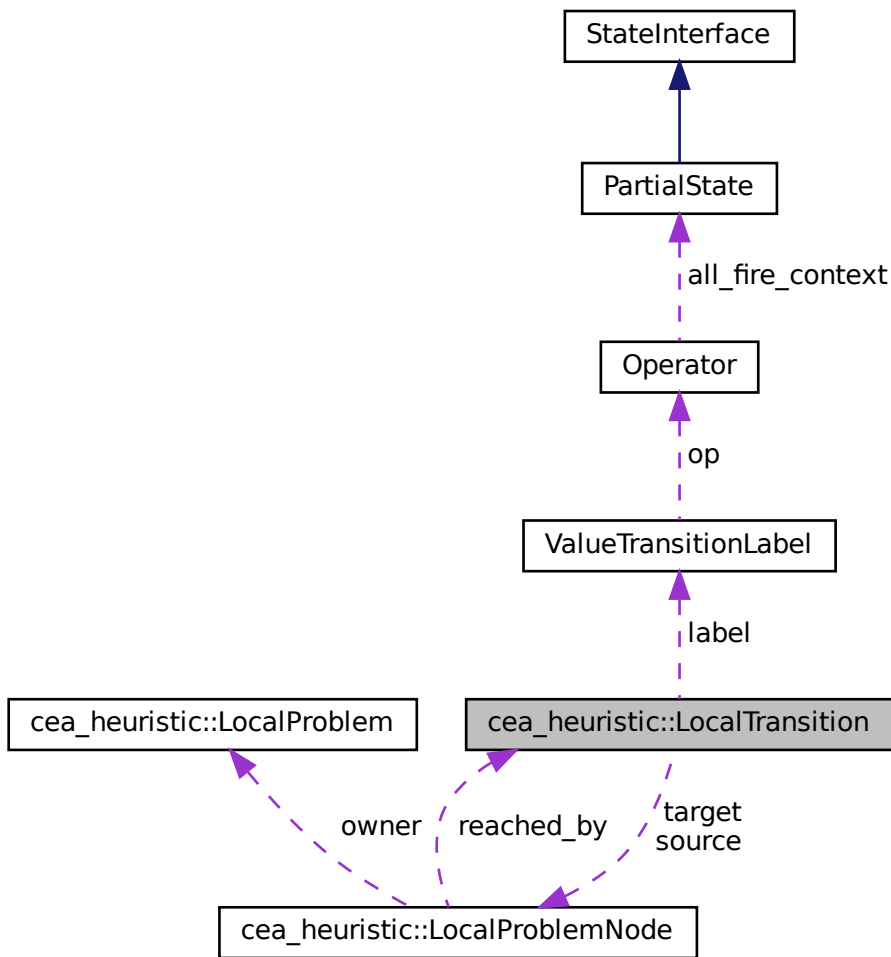 StateInterface
PartialState
all_fire_context
Operator
op
ValueTransitionLabel
label
cea_heuristic::LocalProblem
cea_heuristic::LocalTransition
owner
reached_by
target
source
cea_heuristic::LocalProblemNode